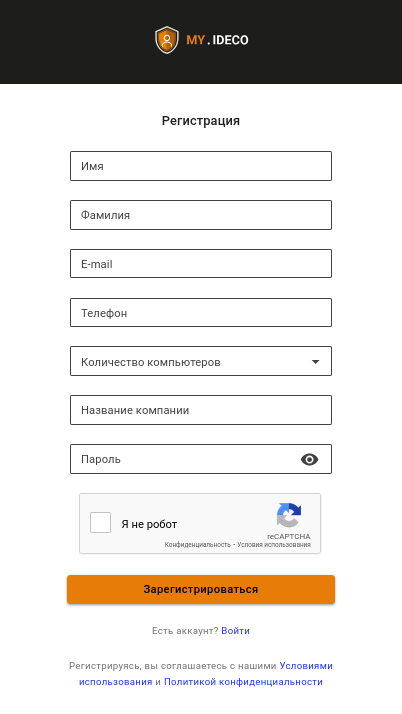 MY.IDECO
Регистрация
Имя
Фамилия
E-mail
Телефон
Количество компьютеров
Название компании
Пароль
Я не робот
reCAPTCHA
Конфиденциальность - Условия использования
Зарегистрироваться
Есть аккаунт? Войти
Регистрируясь, вы соглашаетесь с нашими Условиями
использования и Политикой конфиденциальности